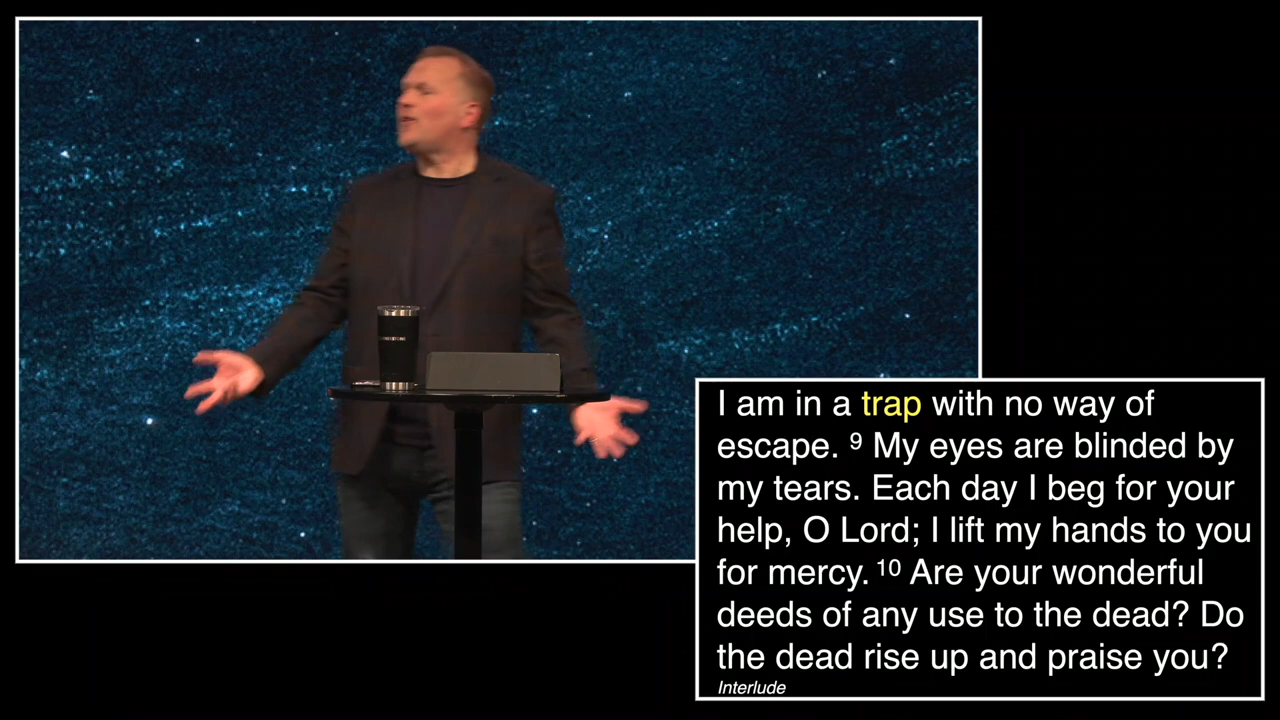 I am in a trap with no way of
escape. 9 My eyes are blinded by
my tears. Each day I beg for your
help, O Lord; I lift my hands to you
for mercy. 10 Are your wonderful
deeds of any use to the dead? Do
the dead rise up and praise you?
Interlude